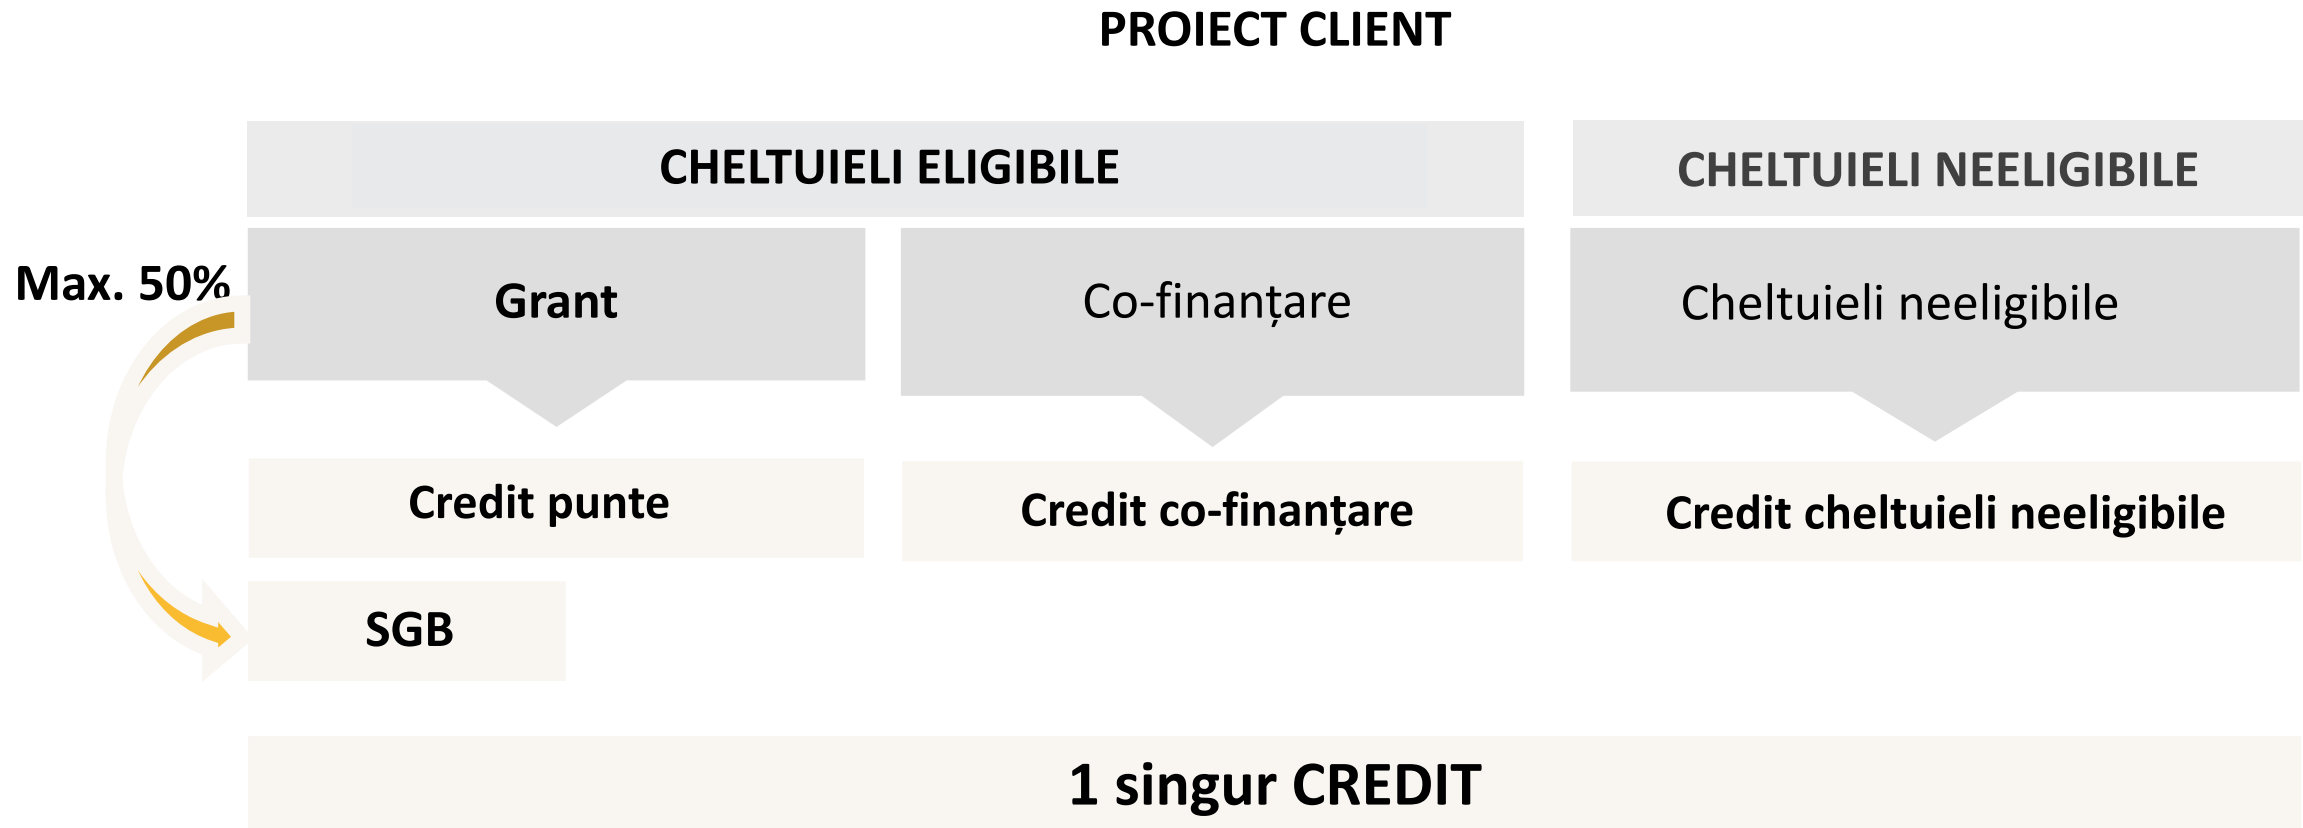 PROIECT CLIENT
CHELTUIELI ELIGIBILE
CHELTUIELI NEELIGIBILE
Max. 50%
Grant
Co-finanțare
Cheltuieli neeligibile
Credit punte
Credit co-finanțare
Credit cheltuieli neeligibile
SGB
1 singur CREDIT